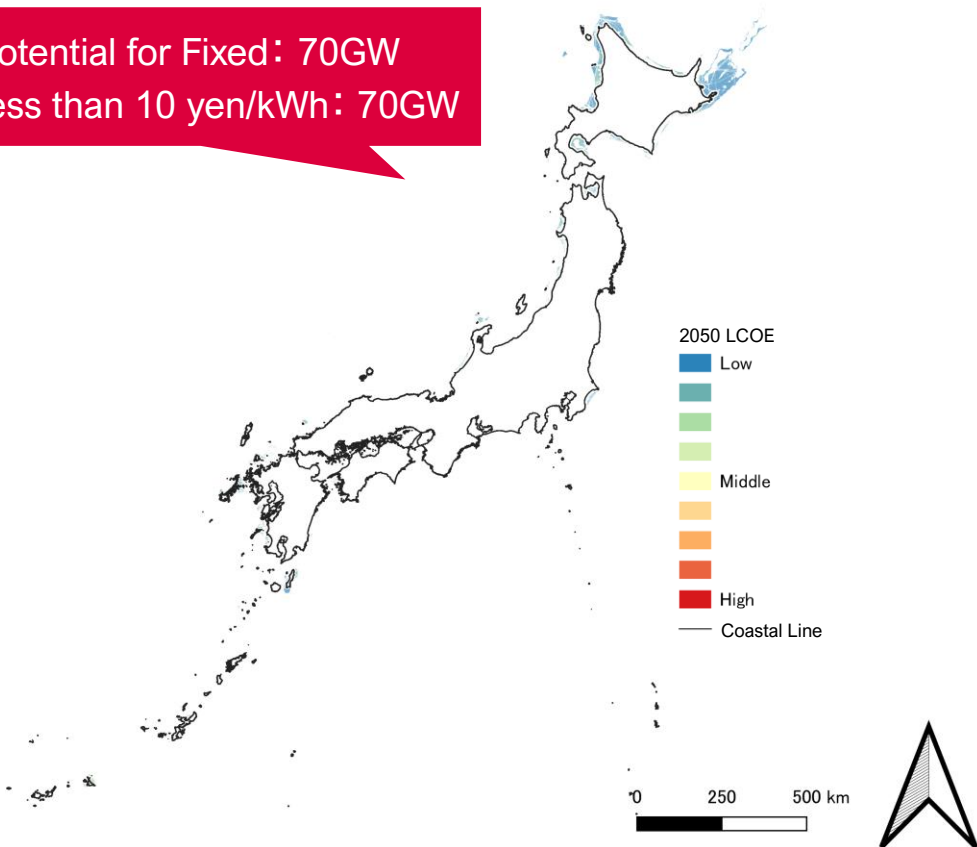 otential for Fixed： 70GW
ess than 10 yen/kWh： 70GW
2050 LCOE
Low
Middle
High
Coastal Line
0 250 500 km